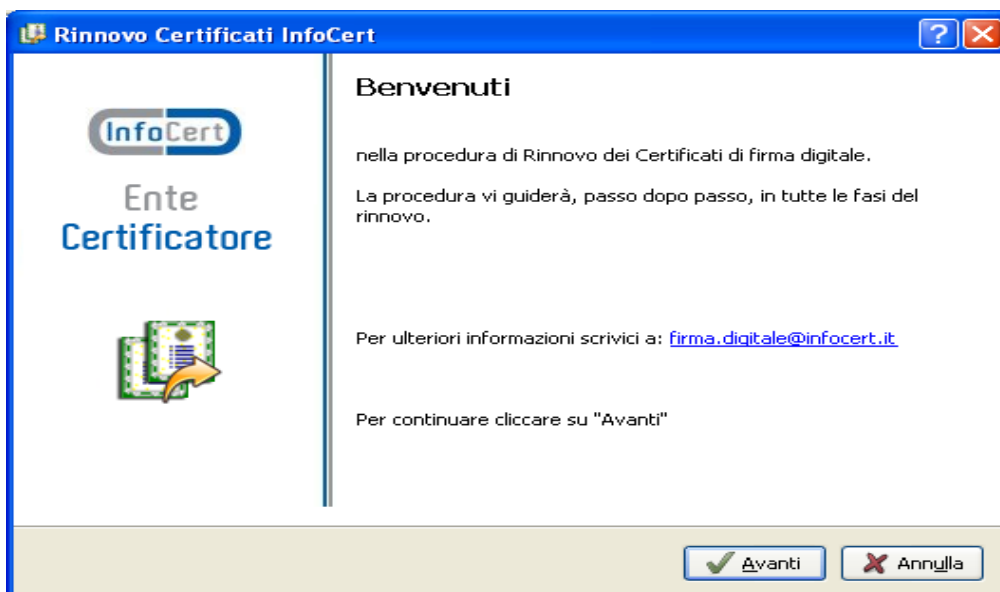 Rinnovo Certificati InfoCert
InfoCert
Ente
Certificatore
Benvenuti
nella procedura di Rinnovo dei Certificati di firma digitale.
La procedura vi guiderà, passo dopo passo, in tutte le fasi del
rinnovo.
Per ulteriori informazioni scrivici a: firma.digitale@infocert.it
Per continuare cliccare su "Avanti"
Avanti
Annulla